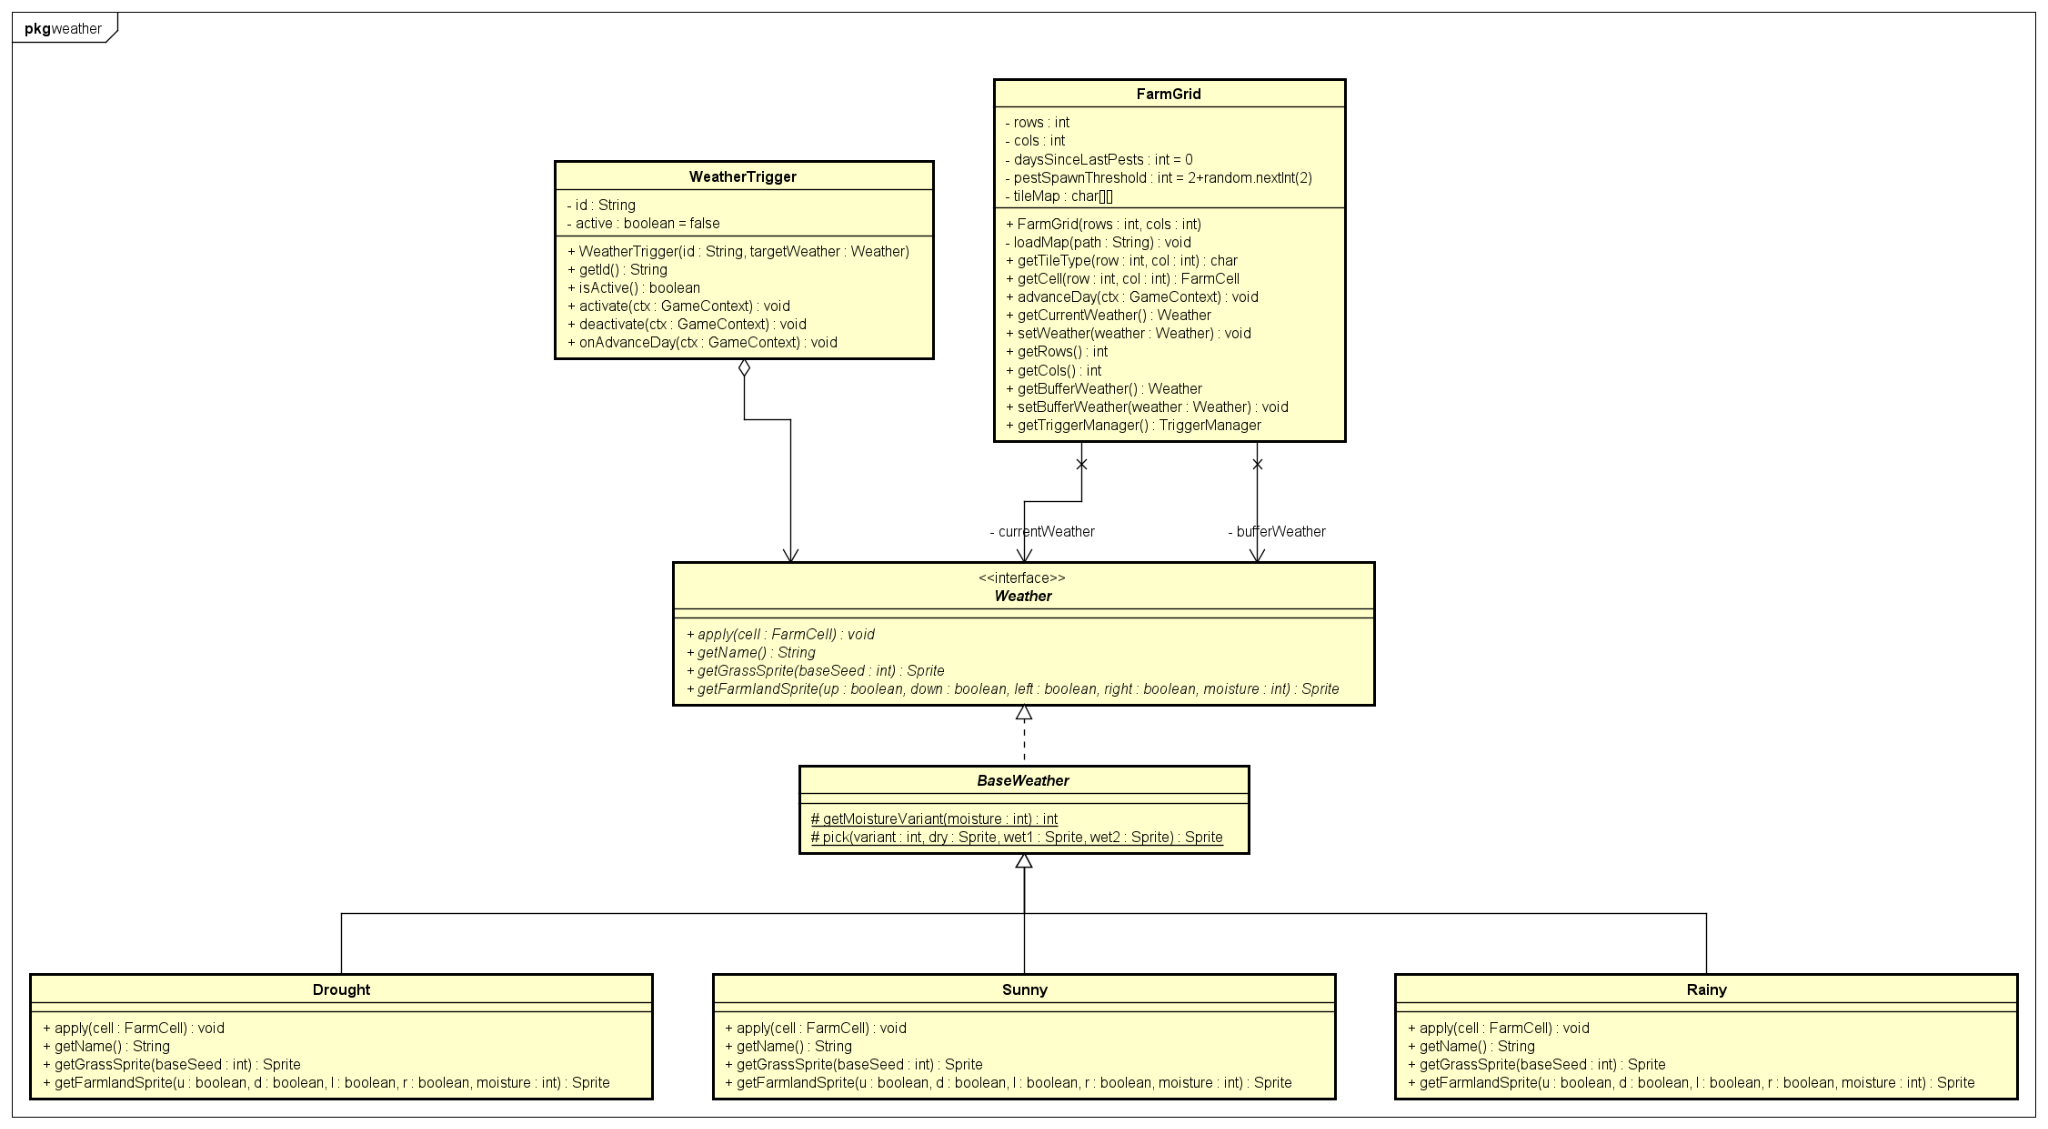 pkgweather
FarmGrid
- rows : int
- cols : int
- daysSinceLastPests : int = 0
- pestSpawnThreshold : int = 2+random.nextInt(2)
- tileMap : char[][]
+ FarmGrid(rows : int, cols : int)
- loadMap(path : String) : void
+ getTileType(row : int, col : int) : char
+ getCell(row : int, col : int) : FarmCell
+ advanceDay(ctx : GameContext) : void
+ getCurrentWeather() : Weather
+ setWeather(weather : Weather) : void
+ getRows() : int
+ getCols() : int
+ getBufferWeather() : Weather
+ setBufferWeather(weather : Weather) : void
+ getTriggerManager() : TriggerManager
WeatherTrigger
- id : String
- active : boolean = false
+ WeatherTrigger(id : String, targetWeather : Weather)
+ getId() : String
+ isActive() : boolean
+ activate(ctx : GameContext) : void
+ deactivate(ctx : GameContext) : void
+ onAdvanceDay(ctx : GameContext) : void
- currentWeather
- bufferWeather
<<interface>>
Weather
+ apply(cell : FarmCell) : void
+ getName() : String
+ getGrassSprite(baseSeed : int) : Sprite
+ getFarmlandSprite(up : boolean, down : boolean, left : boolean, right : boolean, moisture : int) : Sprite
BaseWeather
# getMoistureVariant(moisture : int) : int
# pick(variant : int, dry : Sprite, wet1 : Sprite, wet2 : Sprite) : Sprite
Drought
+ apply(cell : FarmCell) : void
+ getName() : String
+ getGrassSprite(baseSeed : int) : Sprite
+ getFarmlandSprite(u : boolean, d : boolean, l : boolean, r : boolean, moisture : int) : Sprite
Sunny
+ apply(cell : FarmCell) : void
+ getName() : String
+ getGrassSprite(baseSeed : int) : Sprite
+ getFarmlandSprite(u : boolean, d : boolean, l : boolean, r : boolean, moisture : int) : Sprite
Rainy
+ apply(cell : FarmCell) : void
+ getName() : String
+ getGrassSprite(baseSeed : int) : Sprite
+ getFarmlandSprite(u : boolean, d : boolean, l : boolean, r : boolean, moisture : int) : Sprite